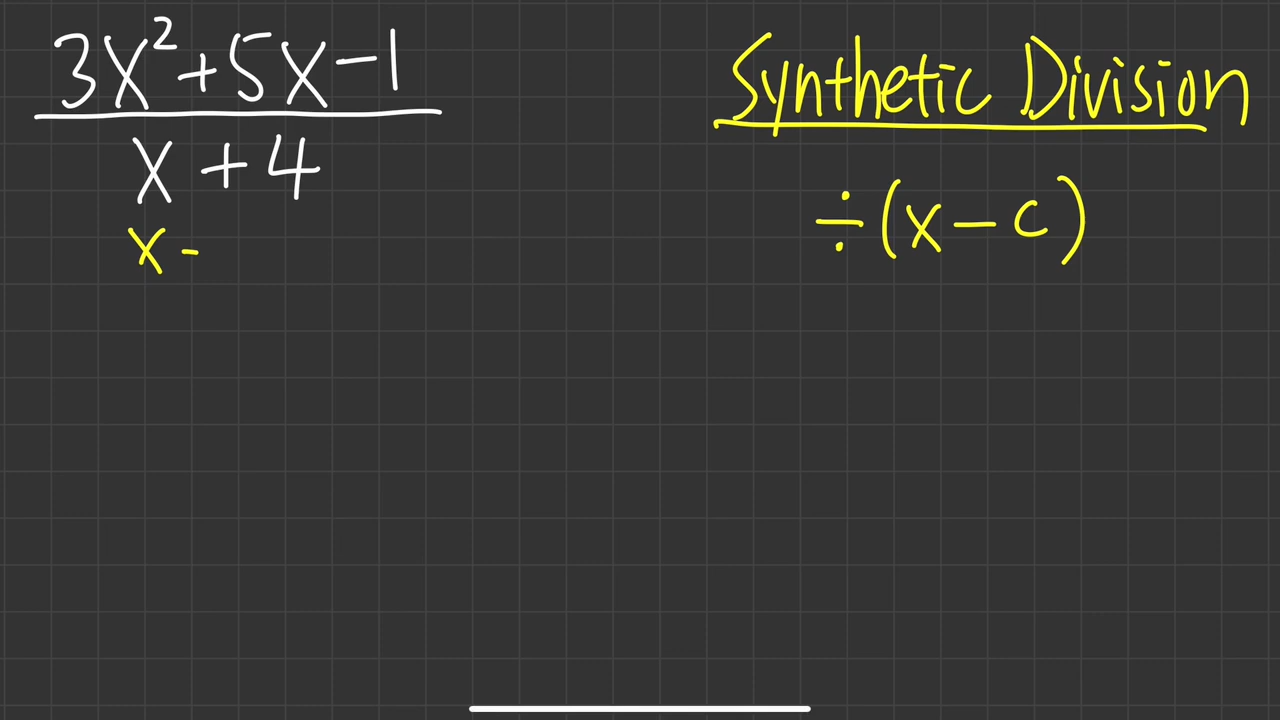 3x²+5x-1
x + 4
x -
Synthetic Division
÷(x-c)